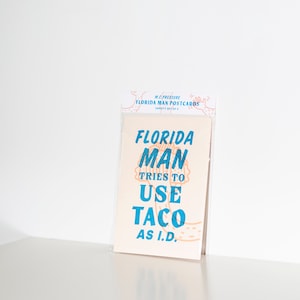 FLORIDA MAN POSTCARDS
FLORIDA
MAN
TRIES TO
USE
TACO
AS I.D.